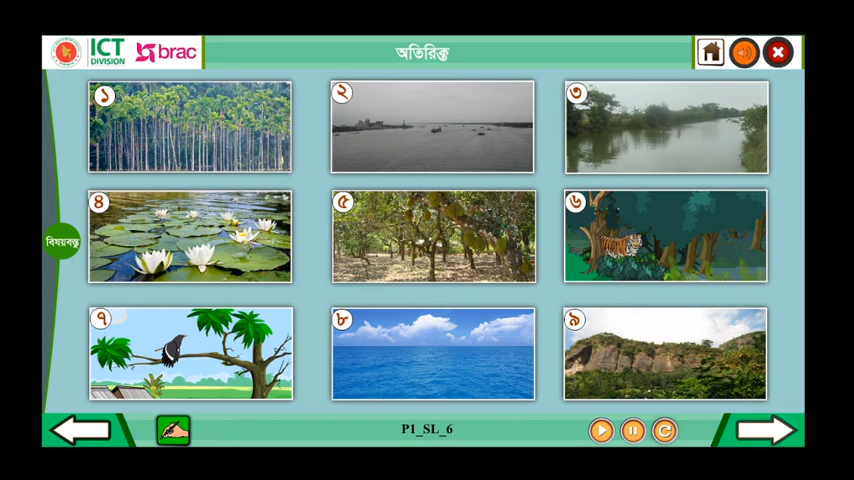 ICT
DIVISION
brac
অতিরিক্ত
১
২
৩
৪
৫
৬
বিষয়বস্তু
৭
৮
৯
P1_SL_6